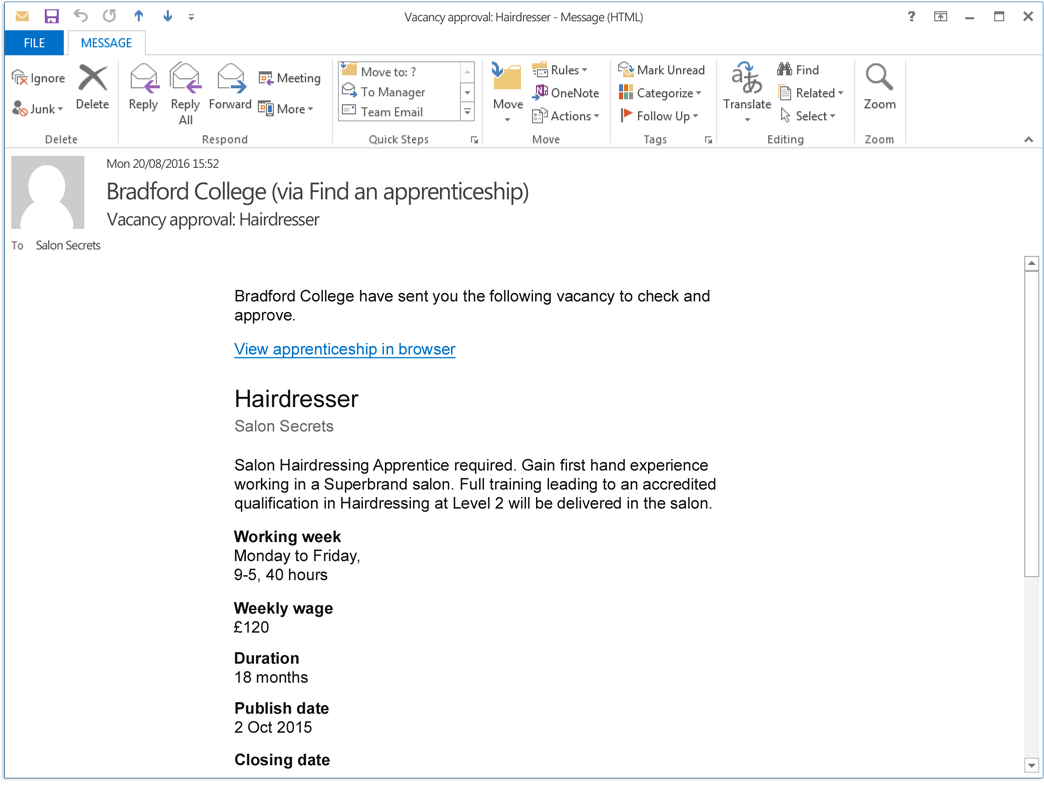 Vacancy approval: Hairdresser - Message (HTML)
?
FILE
MESSAGE
Ignore
Junk
Delete
Reply
Reply All
Forward
Meeting
More
Move to: ?
To Manager
Team Email
Move
Rules
OneNote
Actions
Mark Unread
Categorize
Follow Up
Translate
Find
Related
Select
Zoom
Delete
Respond
Quick Steps
Move
Tags
Editing
Zoom
Mon 20/08/2016 15:52
Bradford College (via Find an apprenticeship)
Vacancy approval: Hairdresser
To Salon Secrets
Bradford College have sent you the following vacancy to check and
approve.
View apprenticeship in browser
Hairdresser
Salon Secrets
Salon Hairdressing Apprentice required. Gain first hand experience
working in a Superbrand salon. Full training leading to an accredited
qualification in Hairdressing at Level 2 will be delivered in the salon.
Working week
Monday to Friday,
9-5, 40 hours
Weekly wage
£120
Duration
18 months
Publish date
2 Oct 2015
Closing date